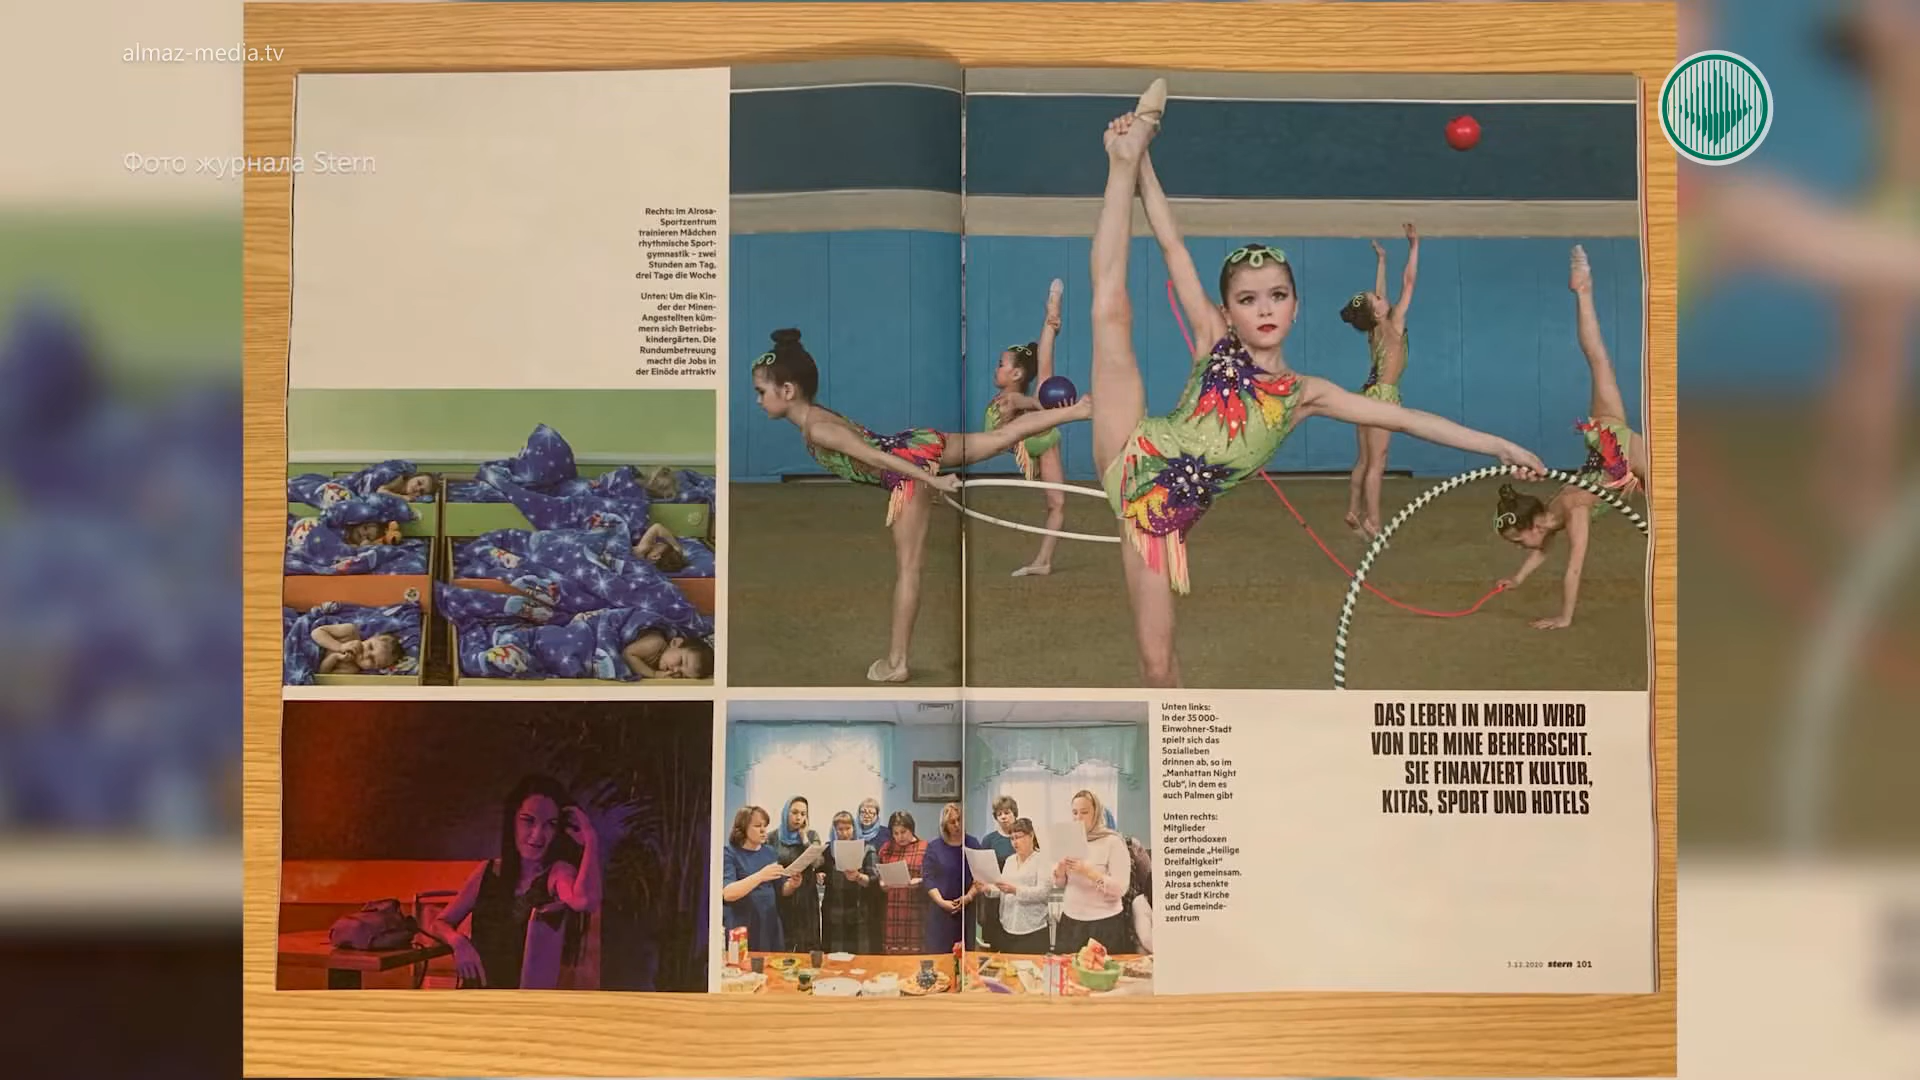 almaz-media.tv
Фото журнала Stern
Rechts: Im Alrosa-
Sportzentrum
trainieren Mädchen
rhythmische Sport-
gymnastik – zwei
Stunden am Tag,
drei Tage die Woche
Unten: Um die Kin-
der der Minen-
Angestellten küm-
mern sich Betriebs-
kindergärten. Die
Rundumbetreuung
macht die Jobs in
der Einöde attraktiv
Unten links:
In der 35 000-
Einwohner-Stadt
spielt sich das
Sozialleben
drinnen ab, so im
„Manhattan Night
Club“, in dem es
auch Palmen gibt
Unten rechts:
Mitglieder
der orthodoxen
Gemeinde „Heilige
Dreifaltigkeit“
singen gemeinsam.
Alrosa schenkte
der Stadt Kirche
und Gemeinde-
zentrum
DAS LEBEN IN MIRNIJ WIRD
VON DER MINE BEHERRSCHT.
SIE FINANZIERT KULTUR,
KITAS, SPORT UND HOTELS
3.12.2020 stern 101